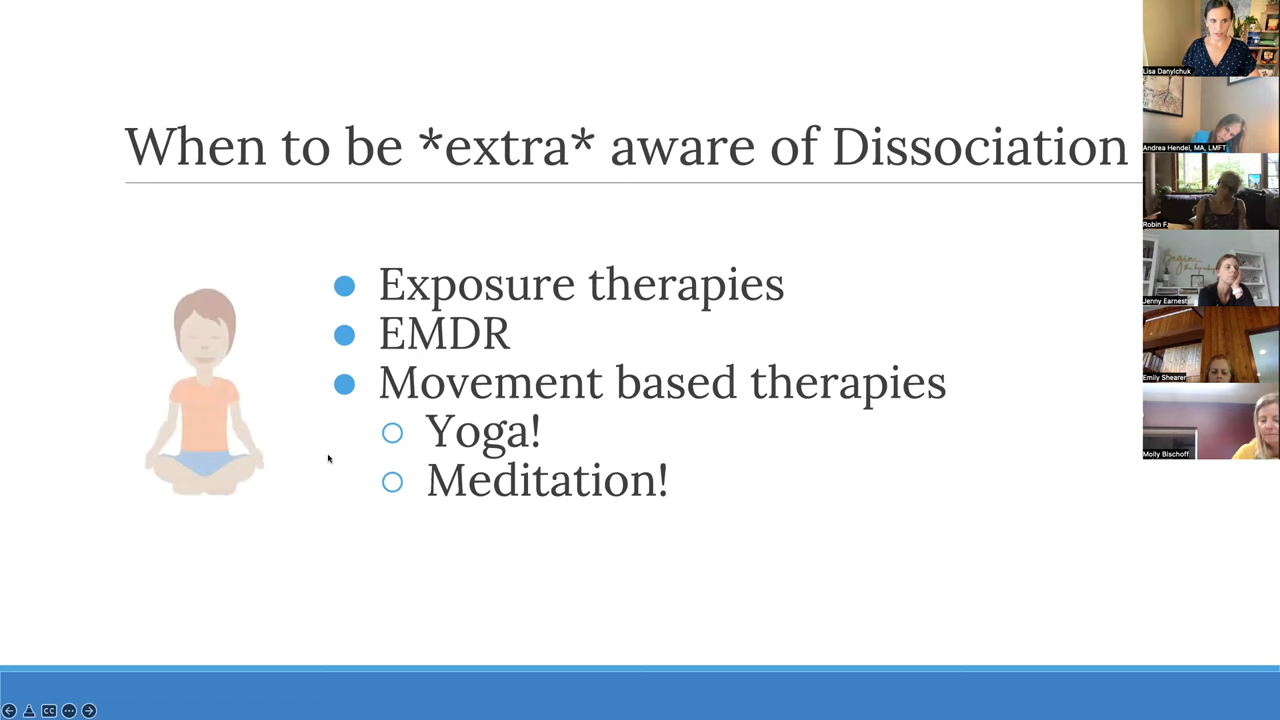 When to be *extra* aware of Dissociation
Exposure therapies
EMDR
Movement based therapies
Yoga!
Meditation!
Lisa Danylchuk
Andrea Hendel, MA, LMFT
Robin F.
Jenny Earnest
Emily Shearer
Molly Bischoff
CC